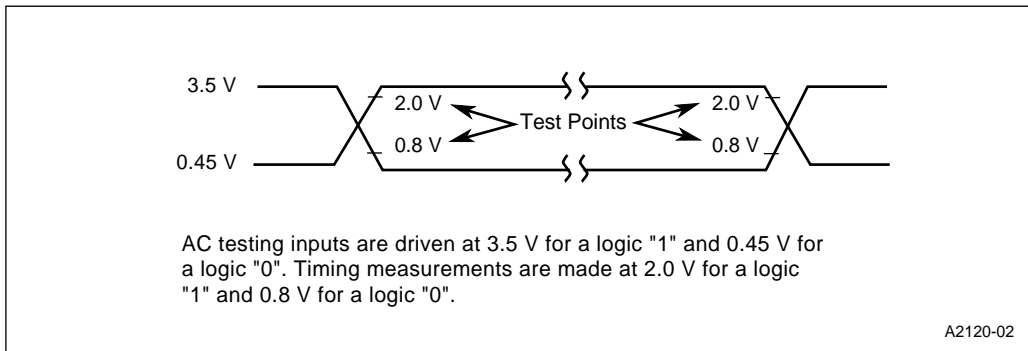 3.5 V
2.0 V
2.0 V
Test Points
0.8 V
0.8 V
0.45 V
AC testing inputs are driven at 3.5 V for a logic "1" and 0.45 V for
a logic "0". Timing measurements are made at 2.0 V for a logic
"1" and 0.8 V for a logic "0".
A2120-02